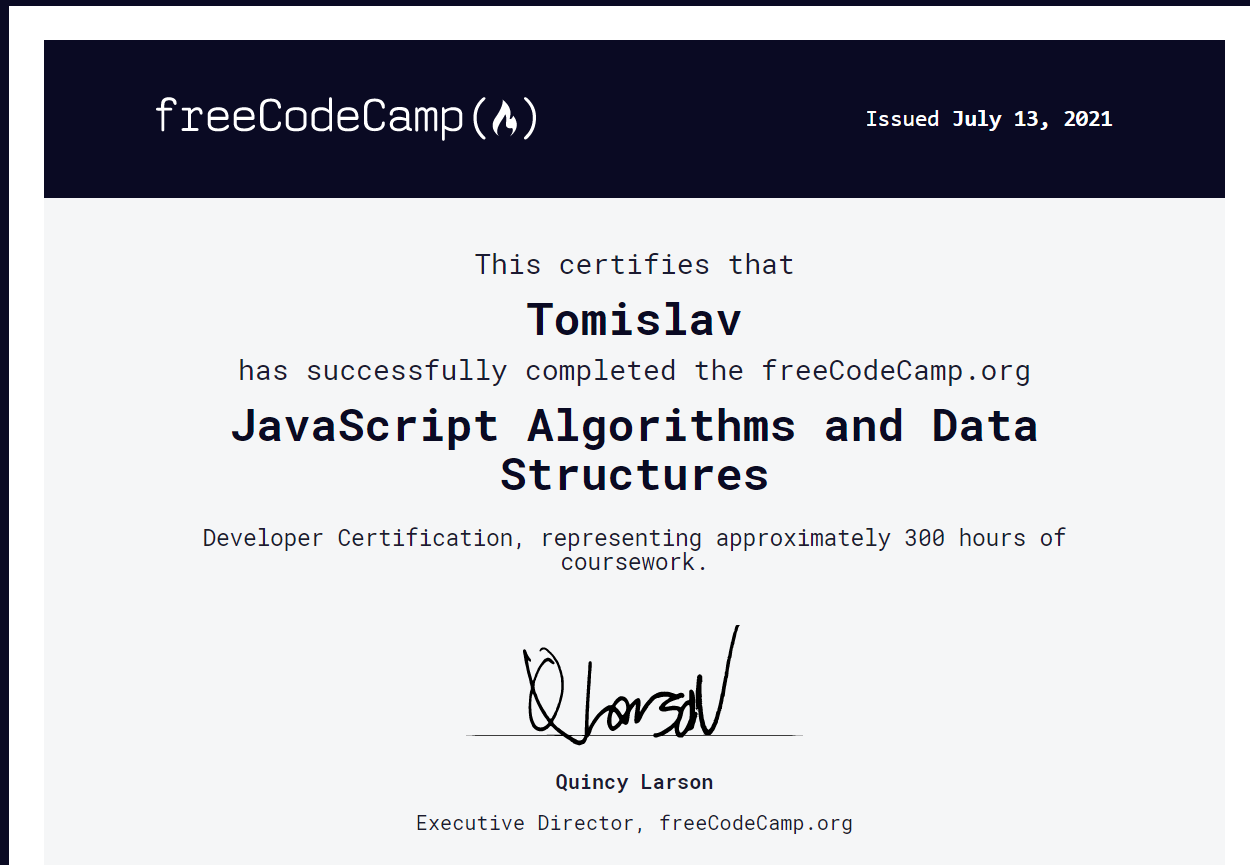 freeCodeCamp
Issued July 13, 2021
This certifies that
Tomislav
has successfully completed the freeCodeCamp.org
JavaScript Algorithms and Data
Structures
Developer Certification, representing approximately 300 hours of
coursework.
Q Larson
Quincy Larson
Executive Director, freeCodeCamp.org